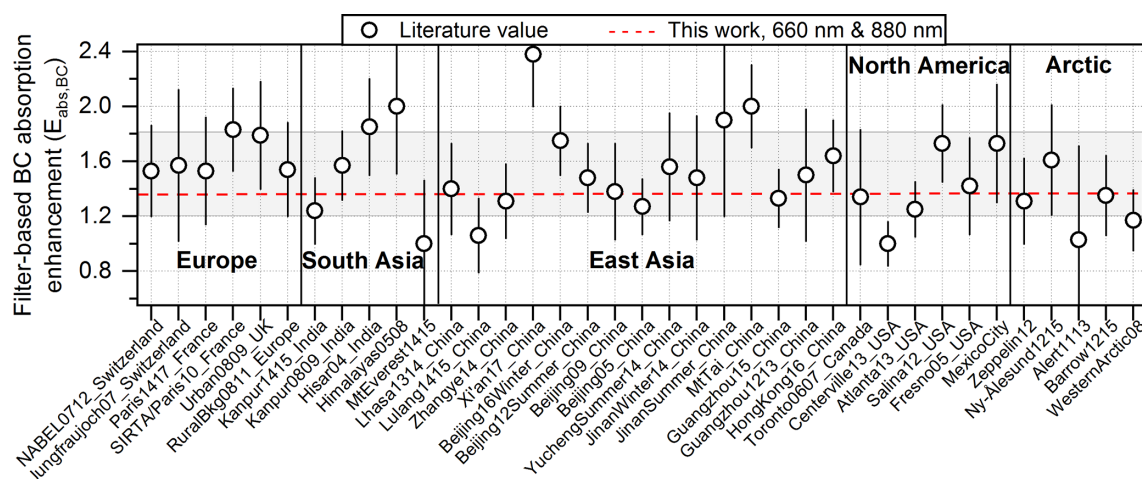 Literature value
This work, 660 nm & 880 nm
Filter-based BC absorption
enhancement (E_abs,BC)
2.4
2.0
1.6
1.2
0.8
Europe
South Asia
East Asia
North America
Arctic
NABEL0712_Switzerland
Jungfraujoch07_Switzerland
Paris1417_France
SIRTA/Paris10_France
Urban0809_UK
RuralBkg0811_Europe
Kanpur1415_India
Kanpur0809_India
Hisar04_India
Himalayas0508
MtEverest1415
Lhasa1314_China
Lulang1415_China
Zhangye14_China
Xi'an17_China
Beijing16Winter_China
Beijing12Summer_China
Beijing09_China
Beijing05_China
YuchengSummer14_China
JinanWinter14_China
JinanSummer_China
MtTai_China
Guangzhou15_China
Guangzhou1213_China
HongKong16_China
Toronto0607_Canada
Centerville13_USA
Atlanta13_USA
Salina12_USA
Fresno05_USA
MexicoCity
Zeppelin12
Ny-Ålesund1215
Alert1113
Barrow1215
WesternArctic08